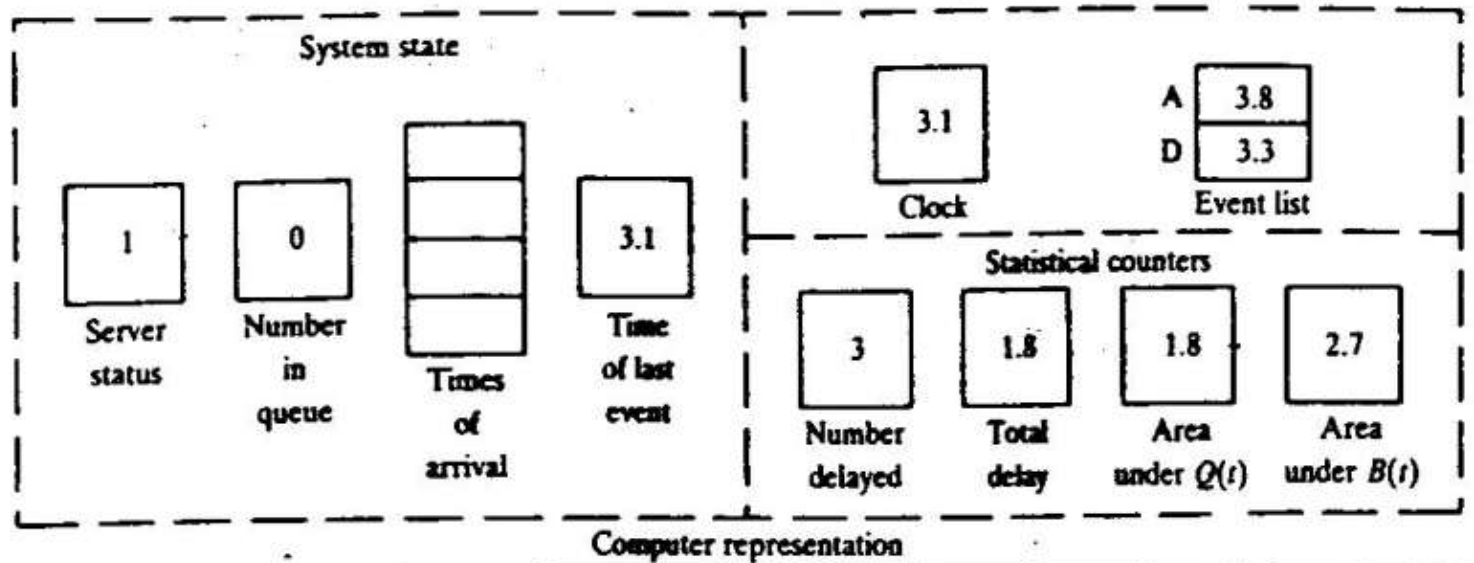 System state
1
0
3.1
Server
status
Number
in
queue
Times
of
arrival
Time
of last
event
3.1
Clock
A 3.8
D 3.3
Event list
Statistical counters
3
1.8
1.8
2.7
Number
delayed
Total
delay
Area
under Q(t)
Area
under B(t)
Computer representation